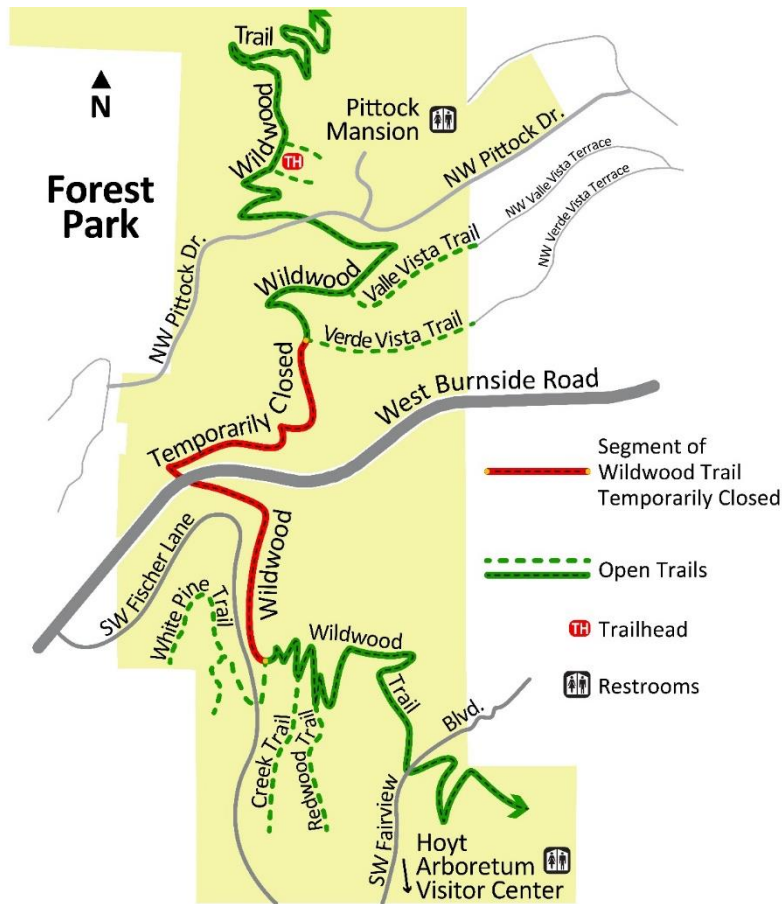 Trail
N
Wildwood
Pittock
Mansion
TH
NW Pittock Dr.
NW Valle Vista Terrace
NW Verde Vista Terrace
Forest
Park
NW Pittock Dr.
Wildwood
Valle Vista Trail
Verde Vista Trail
Temporarily Closed
West Burnside Road
Segment of
Wildwood Trail
Temporarily Closed
SW Fischer Lane
Wildwood
Open Trails
White Pine
Trail
Wildwood
TH Trailhead
Trail
Restrooms
Blvd.
Creek Trail
Redwood Trail
SW Fairview
Hoyt
Arboretum
Visitor Center